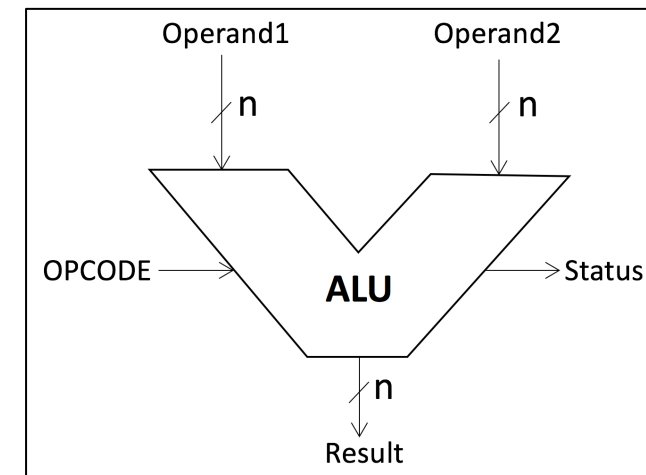 Operand1
Operand2
n
n
OPCODE
ALU
Status
n
Result